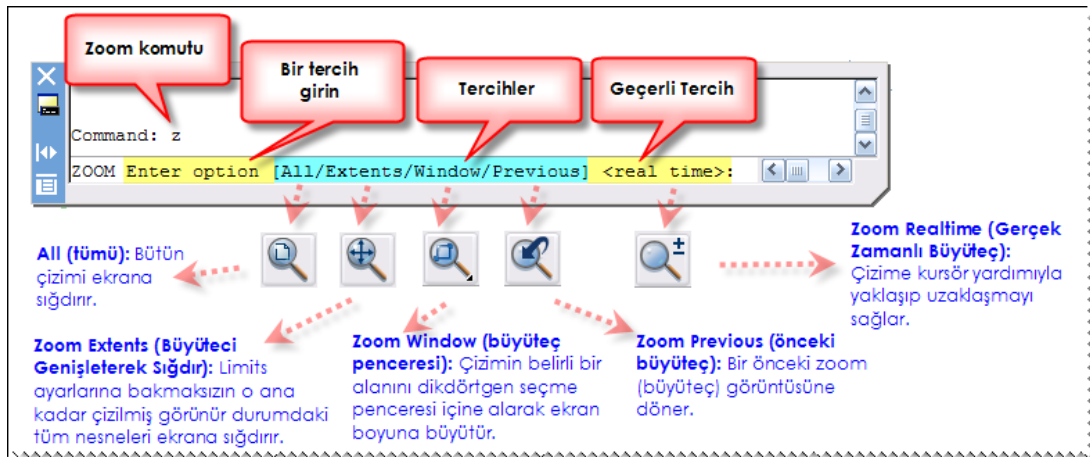 Zoom komutu
Bir tercih
girin
Tercihler
Geçerli Tercih
Command: z
ZOOM Enter option [All/Extents/Window/Previous] <real time>:
All (tümü): Bütün
çizimi ekrana
sığdırır.
Zoom Extents (Büyüteci
Genişleterek Sığdır): Limits
ayarlarına bakmaksızın o ana
kadar çizilmiş görünür durumdaki
tüm nesneleri ekrana sığdırır.
Zoom Window (büyüteç
penceresi): Çizimin belirli bir
alanını dikdörtgen seçme
penceresi içine alarak ekran
boyuna büyütür.
Zoom Previous (önceki
büyüteç): Bir önceki zoom
(büyüteç) görüntüsüne
döner.
Zoom Realtime (Gerçek
Zamanlı Büyüteç):
Çizime kursör yardımıyla
yaklaşıp uzaklaşmayı
sağlar.